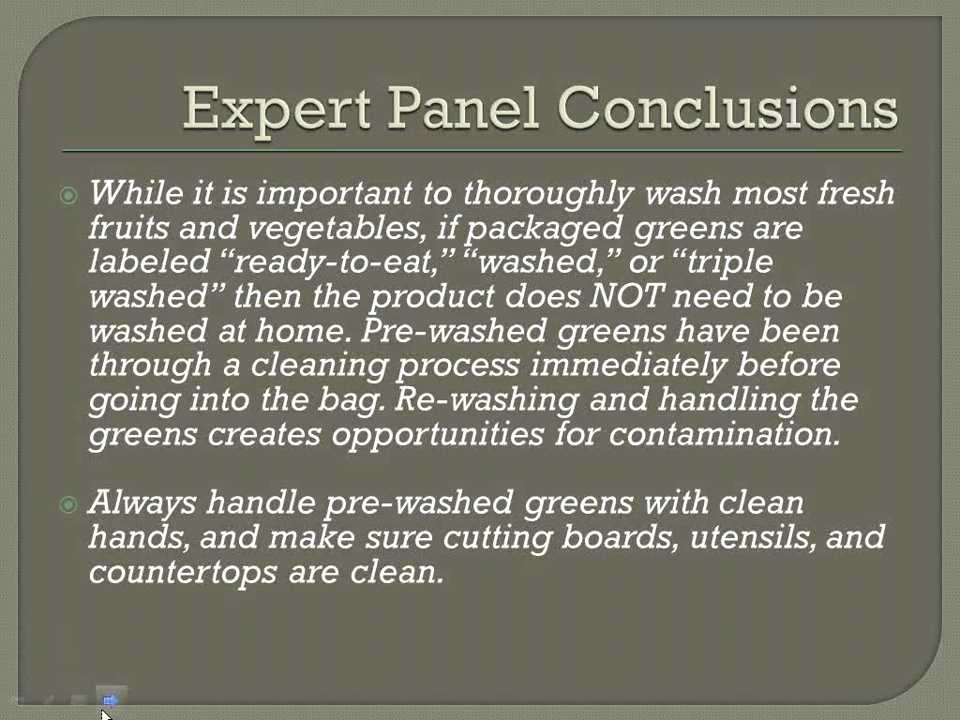 Expert Panel Conclusions
While it is important to thoroughly wash most fresh
fruits and vegetables, if packaged greens are
labeled “ready-to-eat,” “washed,” or “triple
washed” then the product does NOT need to be
washed at home. Pre-washed greens have been
through a cleaning process immediately before
going into the bag. Re-washing and handling the
greens creates opportunities for contamination.
Always handle pre-washed greens with clean
hands, and make sure cutting boards, utensils, and
countertops are clean.